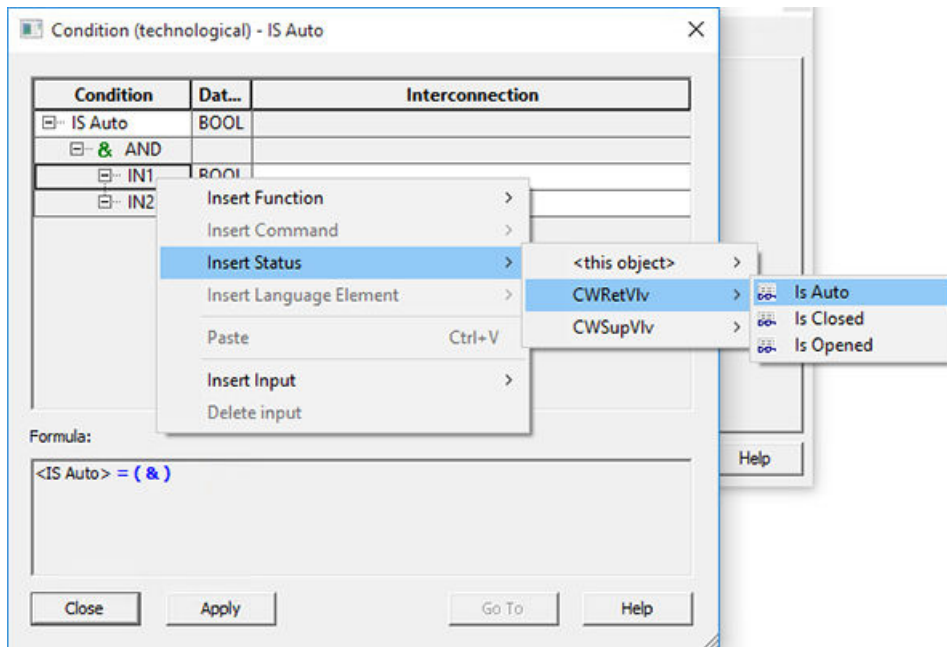 Condition (technological) - IS Auto
Condition Dat... Interconnection
IS Auto BOOL
& AND
IN1 BOOL
IN2
Insert Function
Insert Command
Insert Status
Insert Language Element
Paste Ctrl+V
Insert Input
Delete input
<this object>
CWRetVlv
CWSupVlv
Is Auto
Is Closed
Is Opened
Formula:
<IS Auto> = ( & )
Help
Close Apply Go To Help